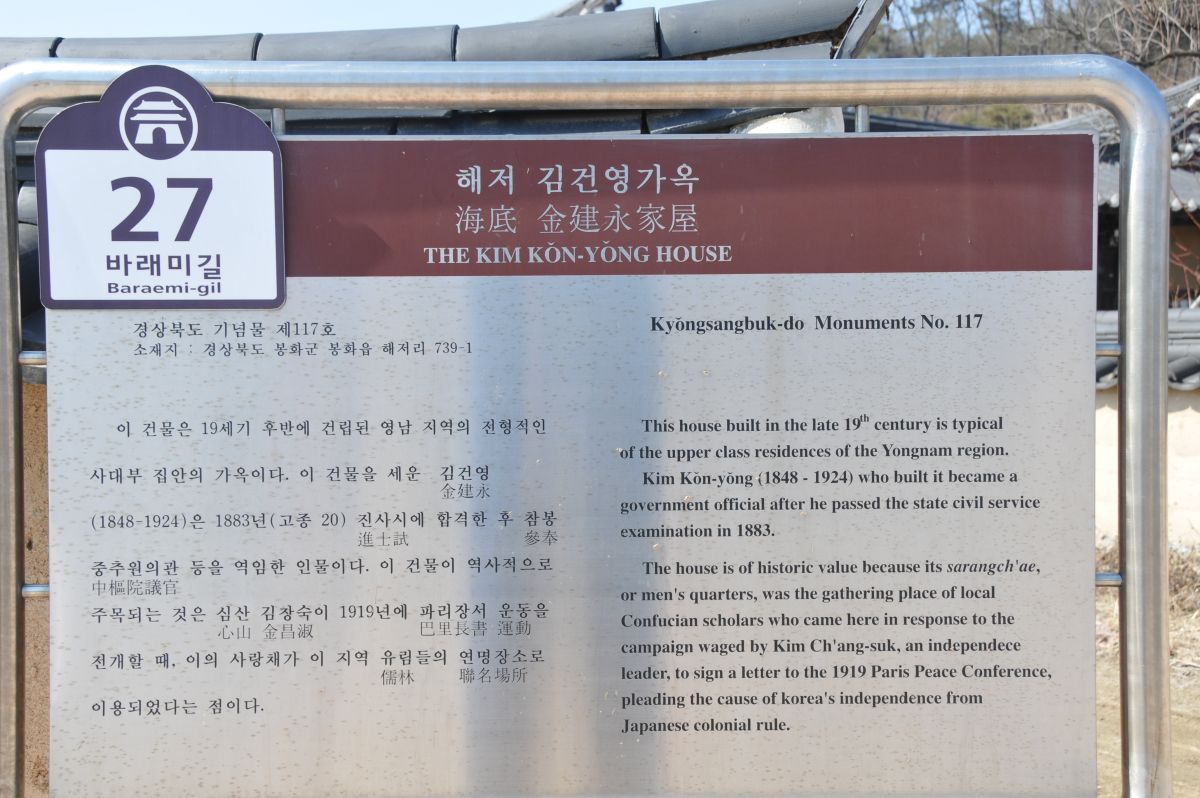 27
바래미길
Baraemi-gil
해저 김건영가옥
海底 金建永家屋
THE KIM KŎN-YŎNG HOUSE
경상북도 기념물 제117호
소재지 : 경상북도 봉화군 봉화읍 해저리 739-1
이 건물은 19세기 후반에 건립된 영남 지역의 전형적인
사대부 집안의 가옥이다. 이 건물을 세운 김건영
金建永
(1848-1924)은 1883년(고종 20) 진사시에 합격한 후 참봉
進士試 參奉
중추원의관 등을 역임한 인물이다. 이 건물이 역사적으로
中樞院議官
주목되는 것은 심산 김창숙이 1919년에 파리장서 운동을
心山 金昌淑 巴里長書 運動
전개할 때, 이의 사랑채가 이 지역 유림들의 연명장소로
儒林 聯名場所
이용되었다는 점이다.
Kyŏngsangbuk-do Monuments No. 117
This house built in the late 19th century is typical
of the upper class residences of the Yongnam region.
Kim Kŏn-yŏng (1848 - 1924) who built it became a
government official after he passed the state civil service
examination in 1883.
The house is of historic value because its sarangch'ae,
or men's quarters, was the gathering place of local
Confucian scholars who came here in response to the
campaign waged by Kim Ch'ang-suk, an independece
leader, to sign a letter to the 1919 Paris Peace Conference,
pleading the cause of korea's independence from
Japanese colonial rule.